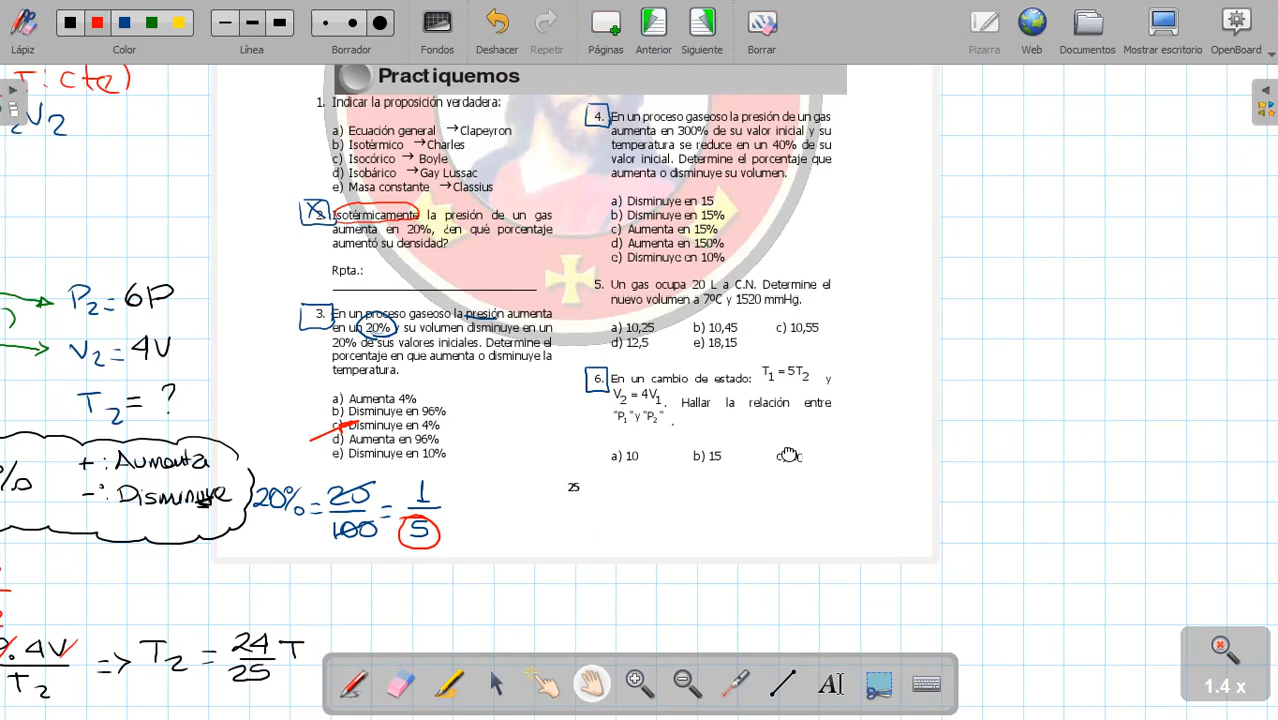 Lápiz
Color
Línea
Borrador
Fondos
Deshacer
Repetir
Páginas
Anterior
Siguiente
Borrar
Pizarra
Web
Documentos
Mostrar escritorio
OpenBoard
T: Cte)
V2
P2 = 6P
V2 = 4V
T2 = ?
+ : Aumenta
- : Disminuye
%
20% = 20/100 = 1/5
. 4V
T2
=> T2 = 24/25 T
Practiquemos
1. Indicar la proposición verdadera:
a) Ecuación general → Clapeyron
b) Isotérmico → Charles
c) Isocórico → Boyle
d) Isobárico → Gay Lussac
e) Masa constante → Classius
2. Isotérmicamente la presión de un gas
aumenta en 20%, ¿en qué porcentaje
aumentó su densidad?
Rpta.:
3. En un proceso gaseoso la presión aumenta
en un 20% y su volumen disminuye en un
20% de sus valores iniciales. Determine el
porcentaje en que aumenta o disminuye la
temperatura.
a) Aumenta 4%
b) Disminuye en 96%
c) Disminuye en 4%
d) Aumenta en 96%
e) Disminuye en 10%
4. En un proceso gaseoso la presión de un gas
aumenta en 300% de su valor inicial y su
temperatura se reduce en un 40% de su
valor inicial. Determine el porcentaje que
aumenta o disminuye su volumen.
a) Disminuye en 15
b) Disminuye en 15%
c) Aumenta en 15%
d) Aumenta en 150%
e) Disminuye en 10%
5. Un gas ocupa 20 L a C.N. Determine el
nuevo volumen a 7ºC y 1520 mmHg.
a) 10,25 b) 10,45 c) 10,55
d) 12,5 e) 18,15
6. En un cambio de estado: T1 = 5T2 y
V2 = 4V1. Hallar la relación entre
"P1" y "P2" .
a) 10 b) 15
25
1.4 x